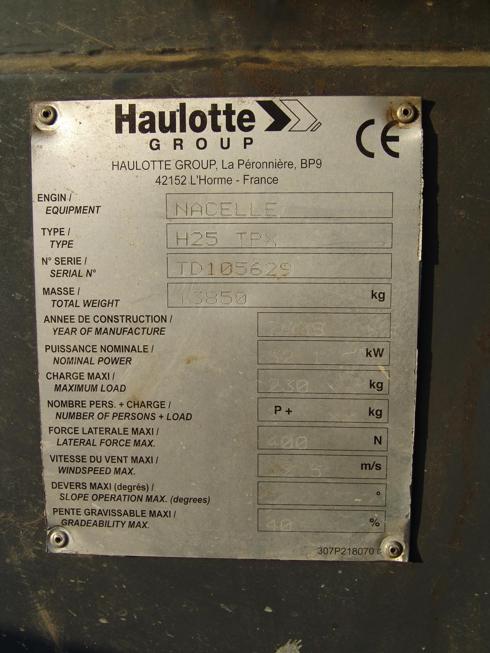 Haulotte
GROUP
CE
HAULOTTE GROUP, La Péronnière, BP9
42152 L'Horme - France
ENGIN / NACELLE
EQUIPMENT
TYPE / H25 TPX
TYPE
N° SERIE / TD105629
SERIAL N°
MASSE / 13850 kg
TOTAL WEIGHT
ANNEE DE CONSTRUCTION /
YEAR OF MANUFACTURE
PUISSANCE NOMINALE / kW
NOMINAL POWER
CHARGE MAXI / 230 kg
MAXIMUM LOAD
NOMBRE PERS. + CHARGE / P + kg
NUMBER OF PERSONS + LOAD
FORCE LATERALE MAXI / 400 N
LATERAL FORCE MAX.
VITESSE DU VENT MAXI / 12.5 m/s
WINDSPEED MAX.
DEVERS MAXI (degrés) / °
SLOPE OPERATION MAX. (degrees)
PENTE GRAVISSABLE MAXI / 40 %
GRADEABILITY MAX.
307P218070